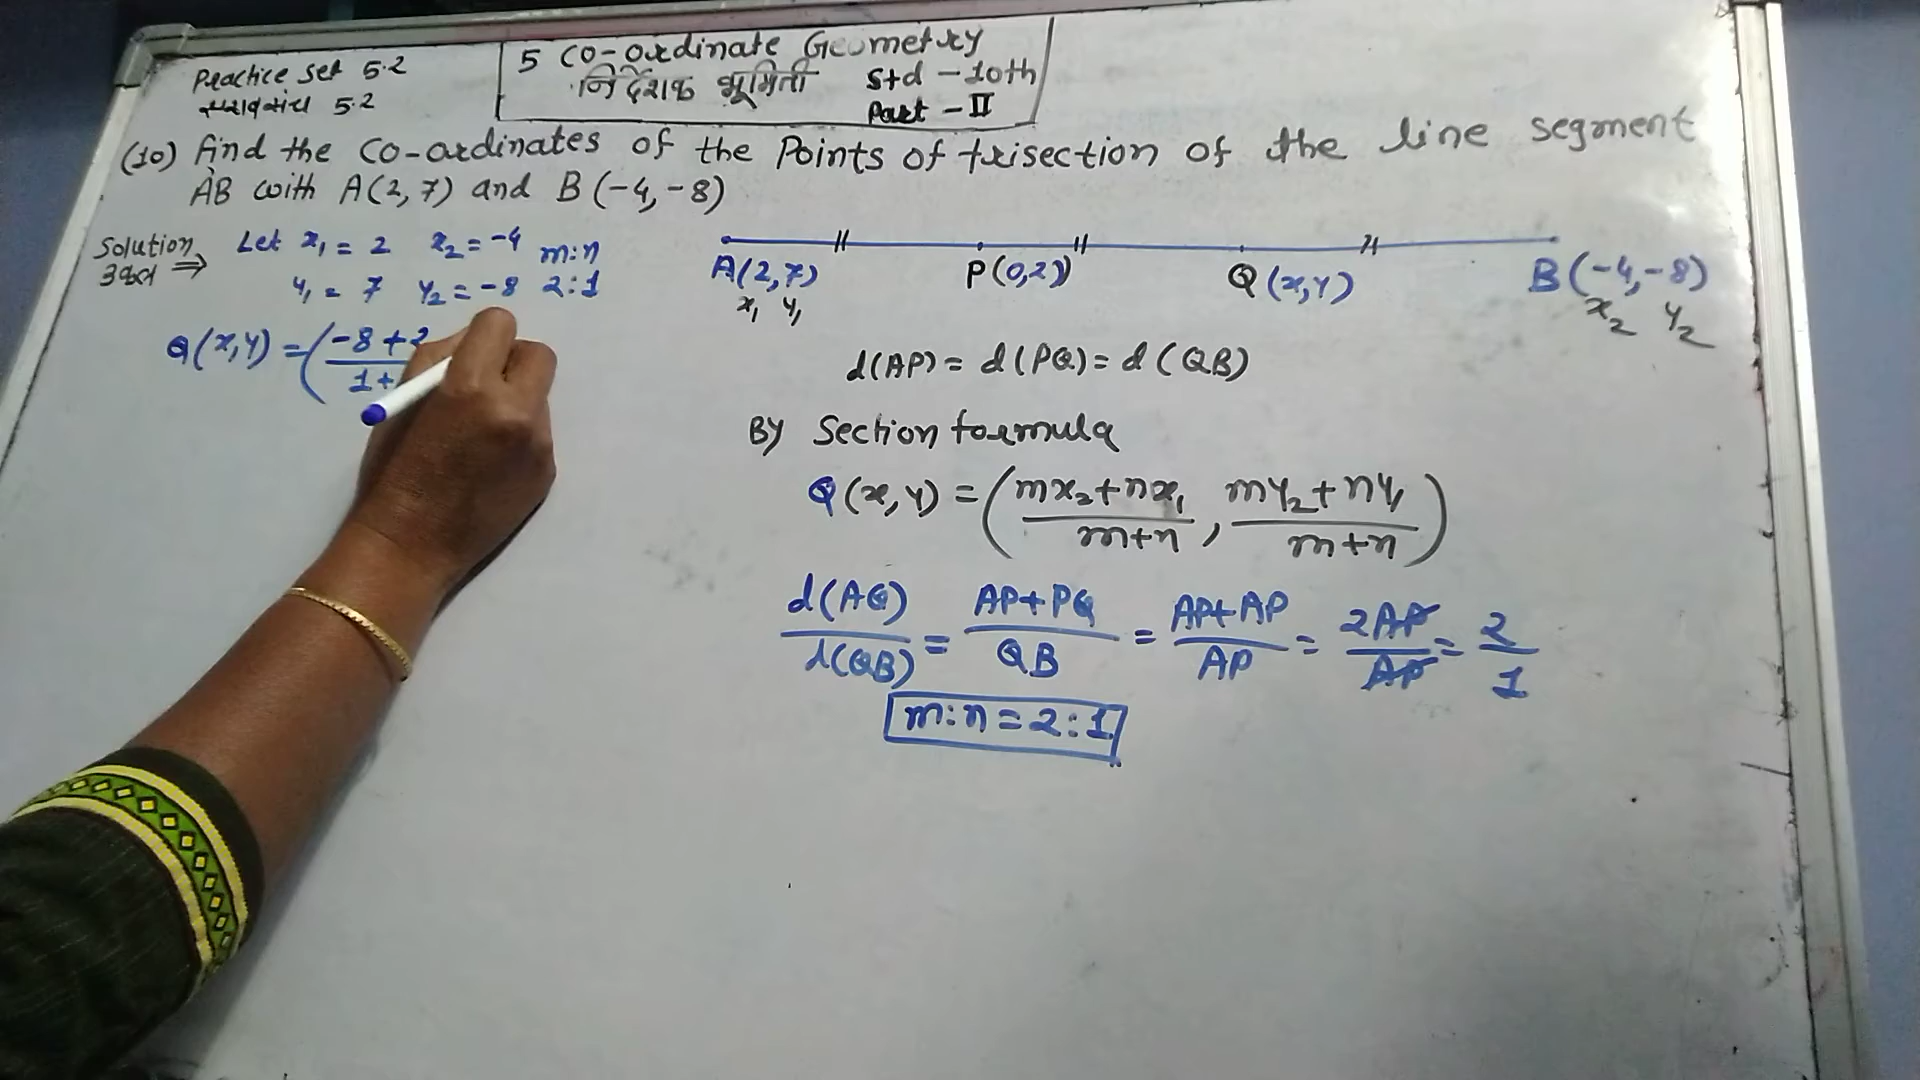 Practice Set 5.2
सरावसंच 5.2
5 Co-ordinate Geometry
निर्देशक भूमिती Std - 10th
Part - II
(10) Find the co-ordinates of the Points of trisection of the line segment
AB with A(2,7) and B(-4,-8)
Solution
Let x₁ = 2 x₂ = -4 m:n
y₁ = 7 y₂ = -8 2:1
A(2,7) P(0,2) Q(x,y) B(-4,-8)
x₁ y₁ x₂ y₂
Q(x,y) = (-8+2 / 1+
d(AP) = d(PQ) = d(QB)
By Section formula
Q(x,y) = (mx₂+nx₁ / m+n, my₂+ny₁ / m+n)
d(AQ)/d(QB) = AP+PQ/QB = AP+AP/AP = 2AP/AP = 2/1
m:n = 2:1